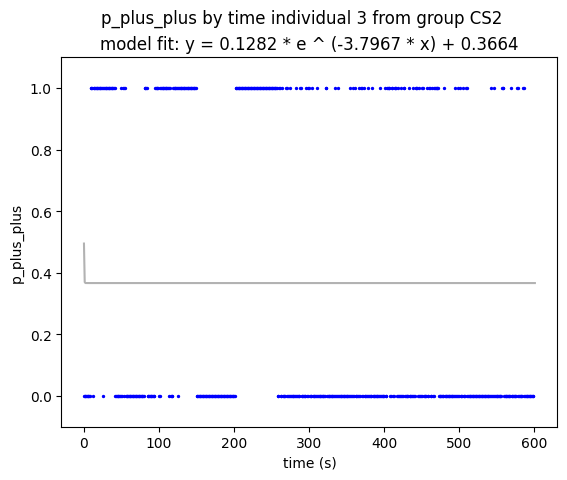 p_plus_plus by time individual 3 from group CS2
model fit: y = 0.1282 * e ^ (-3.7967 * x) + 0.3664
1.0
0.8
0.6
0.4
0.2
0.0
p_plus_plus
0 100 200 300 400 500 600
time (s)